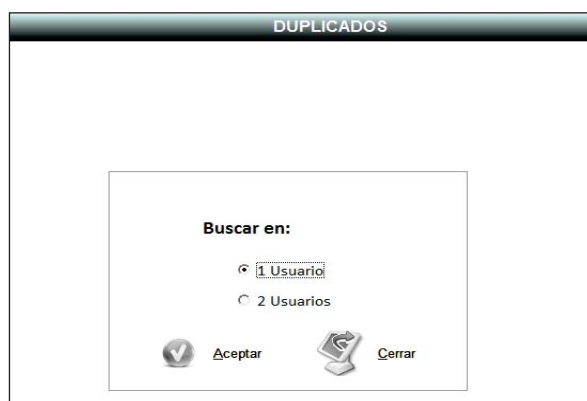 DUPLICADOS
Buscar en:
1 Usuario
2 Usuarios
Aceptar Cerrar